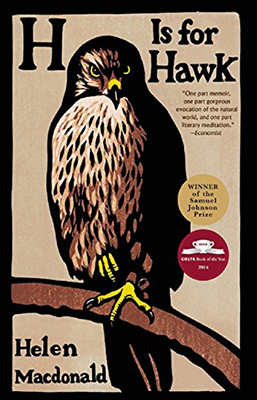 H Is for
Hawk
"One part memoir,
one part gorgeous
evocation of the natural
world, and one part
literary meditation."
—Economist
WINNER
of the
Samuel
Johnson
Prize
COSTA Book of the Year
2014
Helen
Macdonald